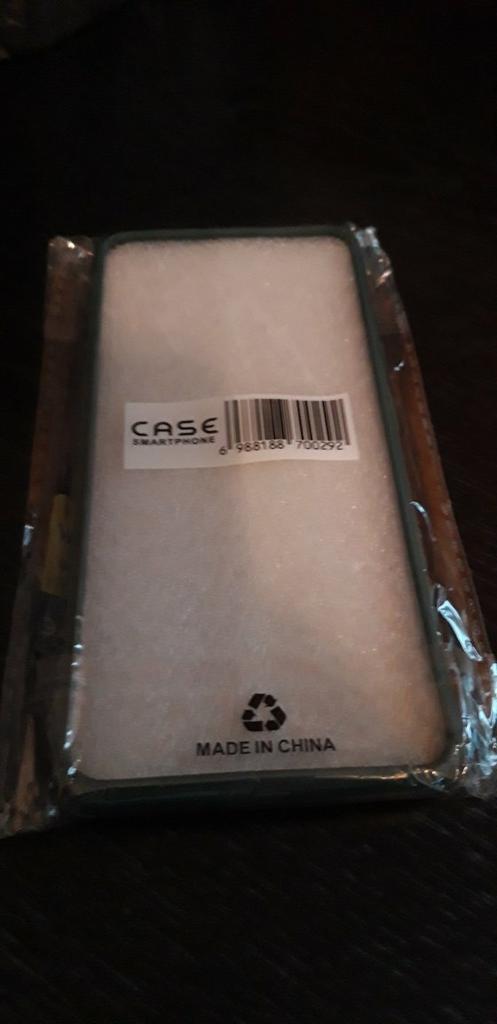 CASE
SMARTPHONE
6 988188 700292
MADE IN CHINA